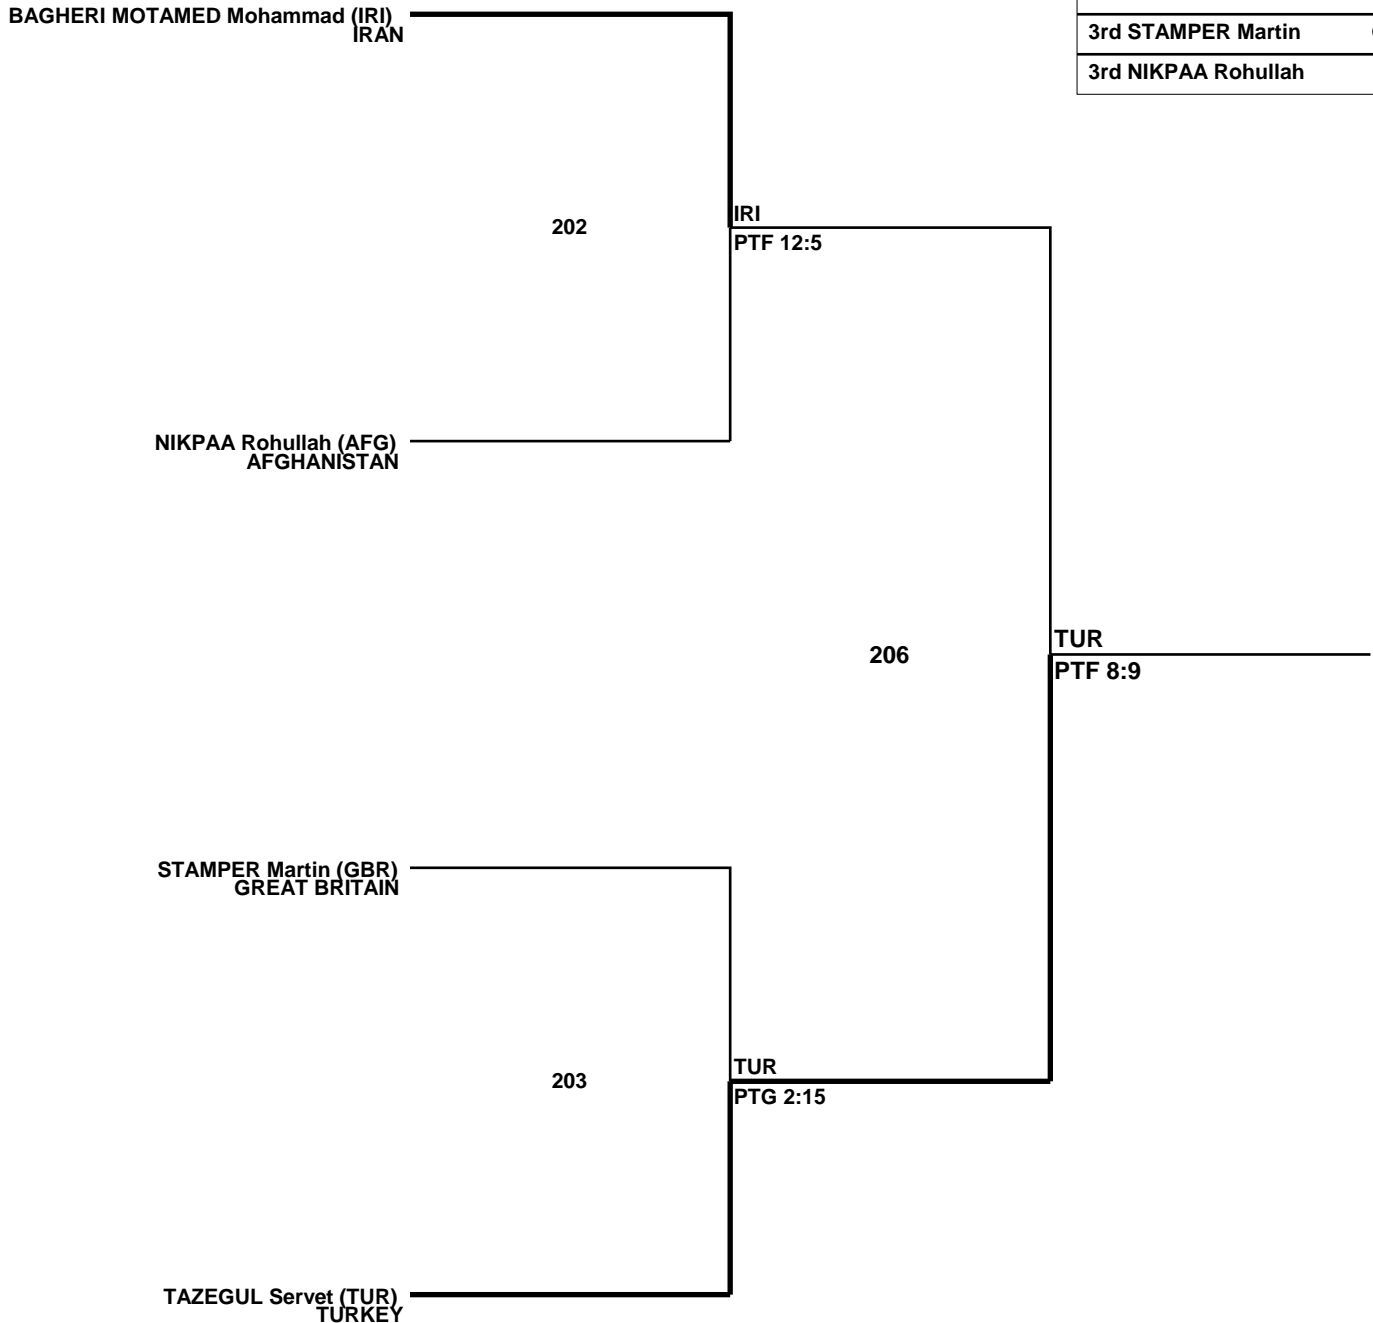 BAGHERI MOTAMED Mohammad (IRI)
IRAN
3rd STAMPER Martin
3rd NIKPAA Rohullah
202
IRI
PTF 12:5
NIKPAA Rohullah (AFG)
AFGHANISTAN
206
TUR
PTF 8:9
STAMPER Martin (GBR)
GREAT BRITAIN
203
TUR
PTG 2:15
TAZEGUL Servet (TUR)
TURKEY